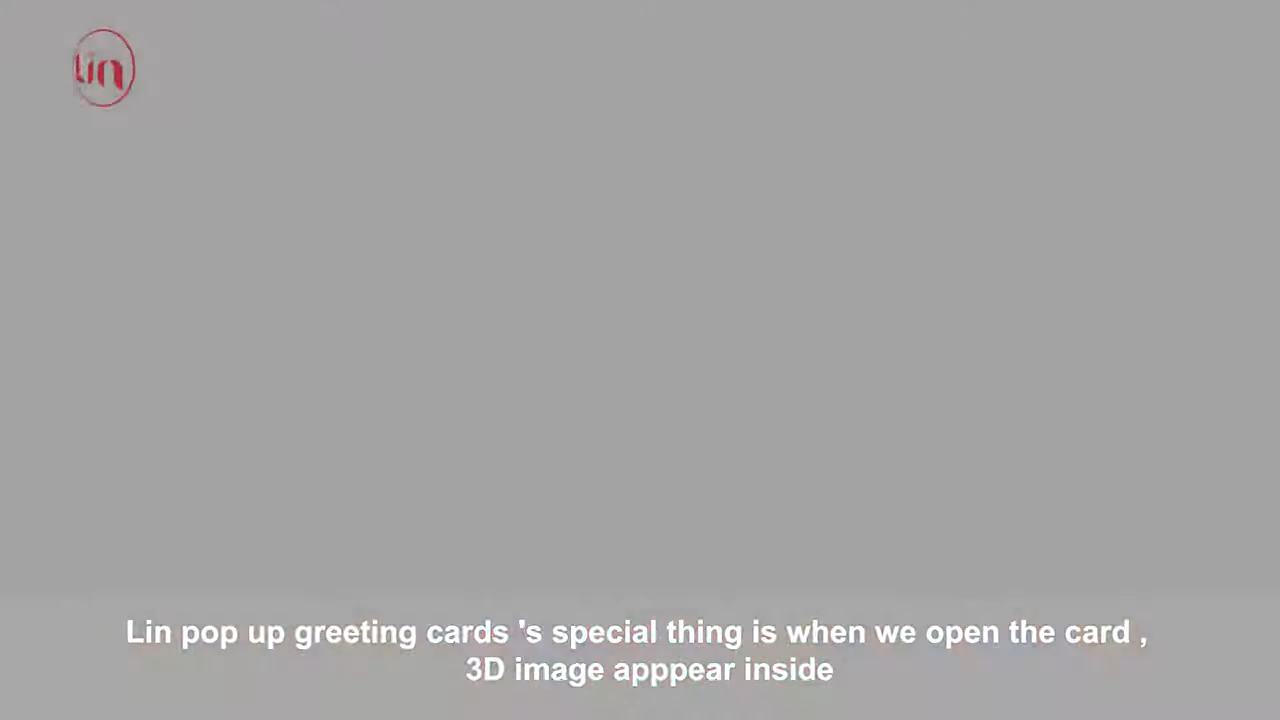 Lin
Lin pop up greeting cards 's special thing is when we open the card ,
3D image apppear inside